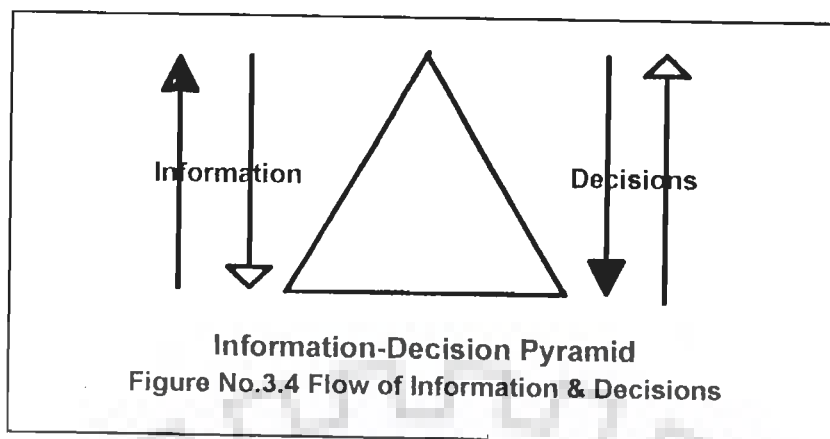 Information
Decisions
Information-Decision Pyramid
Figure No.3.4 Flow of Information & Decisions